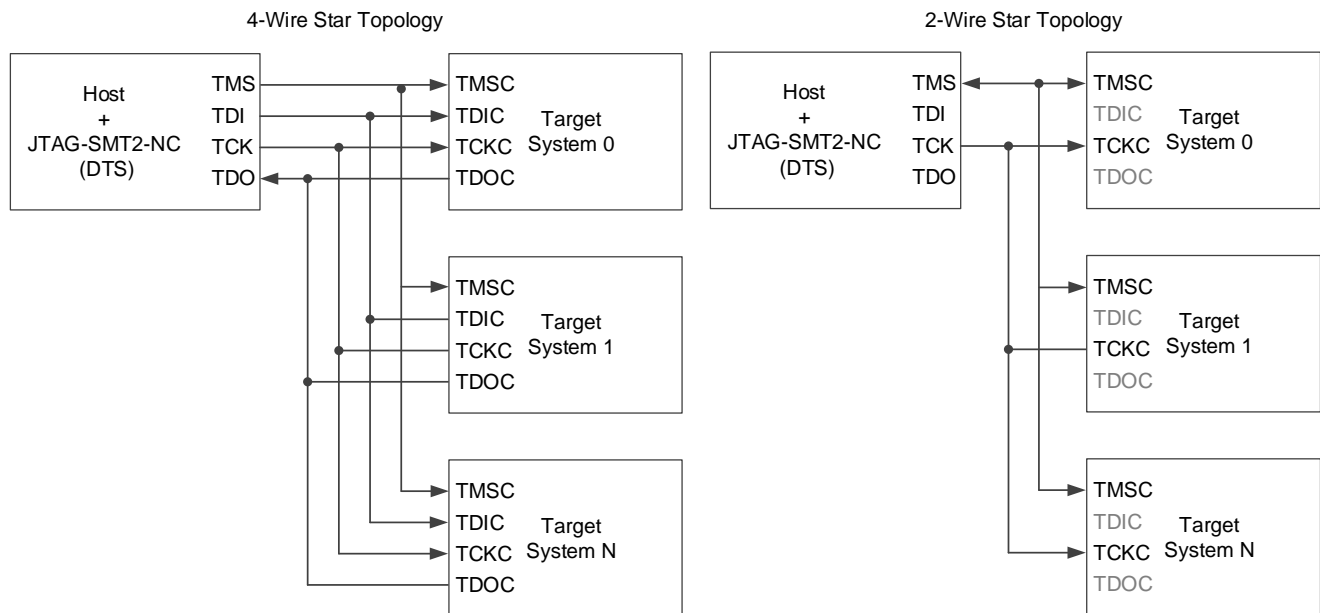 4-Wire Star Topology
Host
+
JTAG-SMT2-NC
(DTS)
TMS
TDI
TCK
TDO
TMSC
TDIC
TCKC
TDOC
Target
System 0
TMSC
TDIC
TCKC
TDOC
Target
System 1
TMSC
TDIC
TCKC
TDOC
Target
System N
2-Wire Star Topology
Host
+
JTAG-SMT2-NC
(DTS)
TMS
TDI
TCK
TDO
TMSC
TDIC
TCKC
TDOC
Target
System 0
TMSC
TDIC
TCKC
TDOC
Target
System 1
TMSC
TDIC
TCKC
TDOC
Target
System N